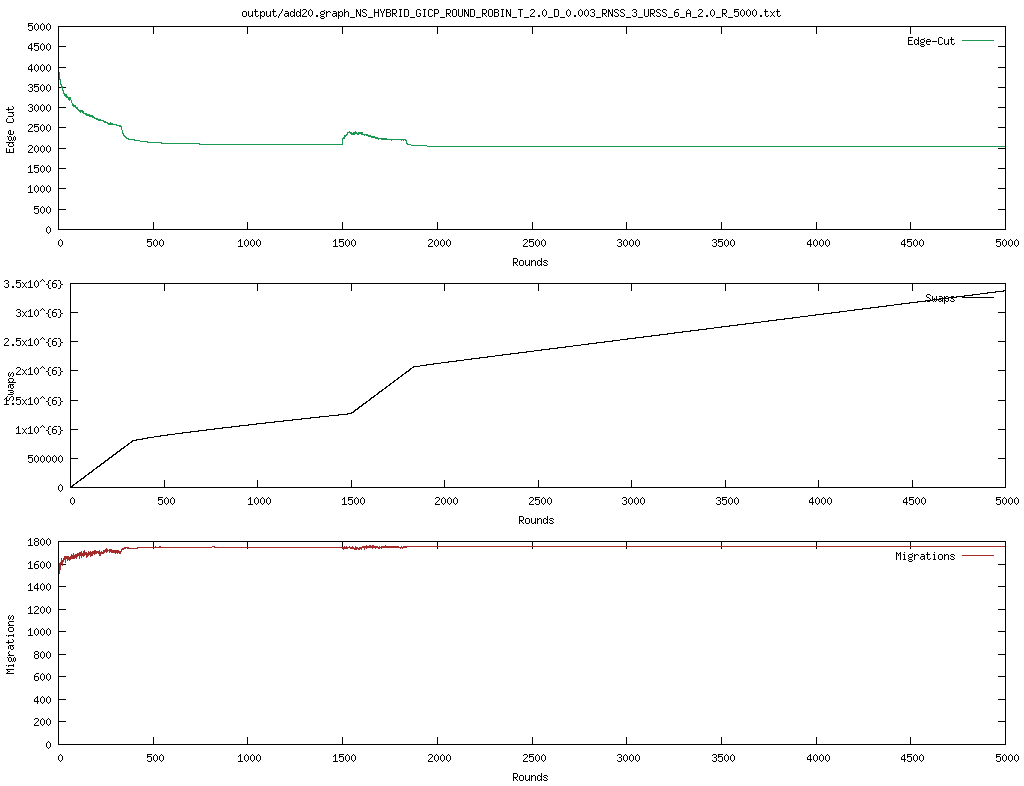 output/add20.graph_NS_HYBRID_GICP_ROUND_ROBIN_T_2.0_D_0.003_RNSS_3_URSS_6_A_2.0_R_5000.txt
Edge-Cut
5000
4500
4000
3500
3000
2500
2000
1500
1000
500
0
Edge Cut
0 500 1000 1500 2000 2500 3000 3500 4000 4500 5000
Rounds
Swaps
3.5x10^{6}
3x10^{6}
2.5x10^{6}
2x10^{6}
1.5x10^{6}
1x10^{6}
500000
0
Swaps
0 500 1000 1500 2000 2500 3000 3500 4000 4500 5000
Rounds
Migrations
1800
1600
1400
1200
1000
800
600
400
200
0
Migrations
0 500 1000 1500 2000 2500 3000 3500 4000 4500 5000
Rounds